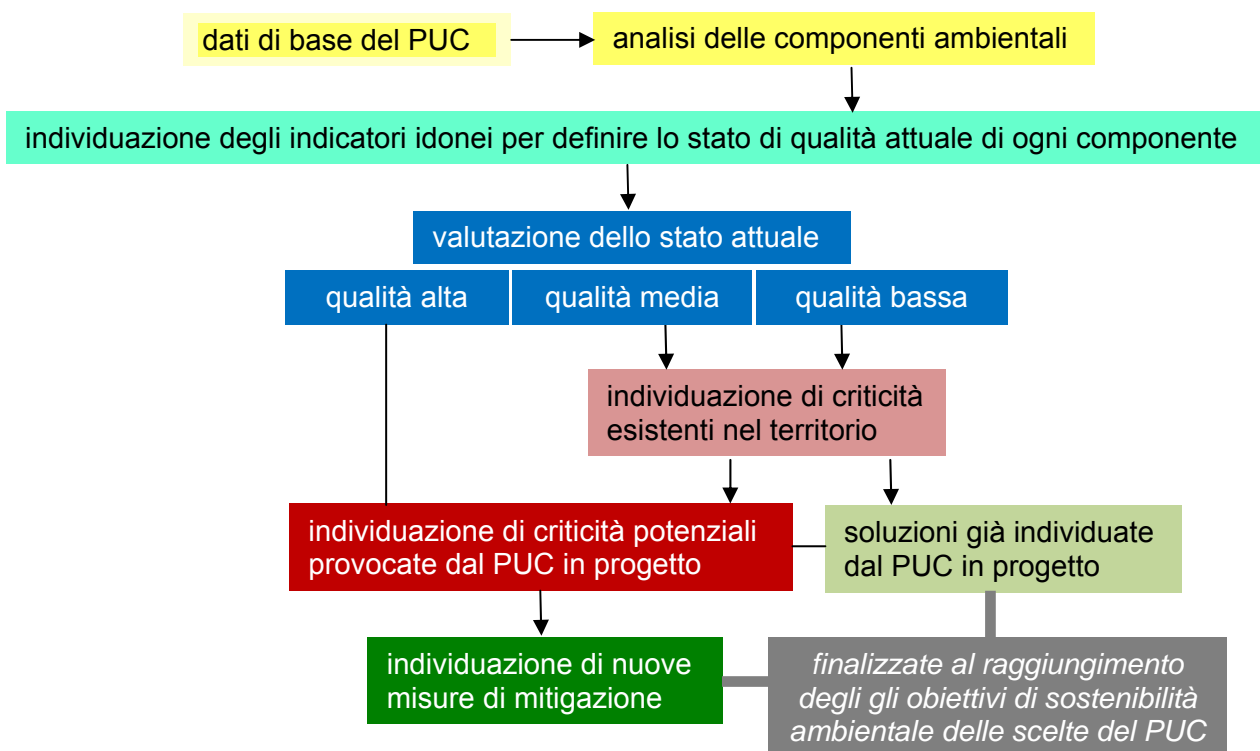 dati di base del PUC
analisi delle componenti ambientali
individuazione degli indicatori idonei per definire lo stato di qualità attuale di ogni componente
valutazione dello stato attuale
qualità alta
qualità media
qualità bassa
individuazione di criticità
esistenti nel territorio
individuazione di criticità potenziali
provocate dal PUC in progetto
soluzioni già individuate
dal PUC in progetto
individuazione di nuove
misure di mitigazione
finalizzate al raggiungimento
degli gli obiettivi di sostenibilità
ambientale delle scelte del PUC